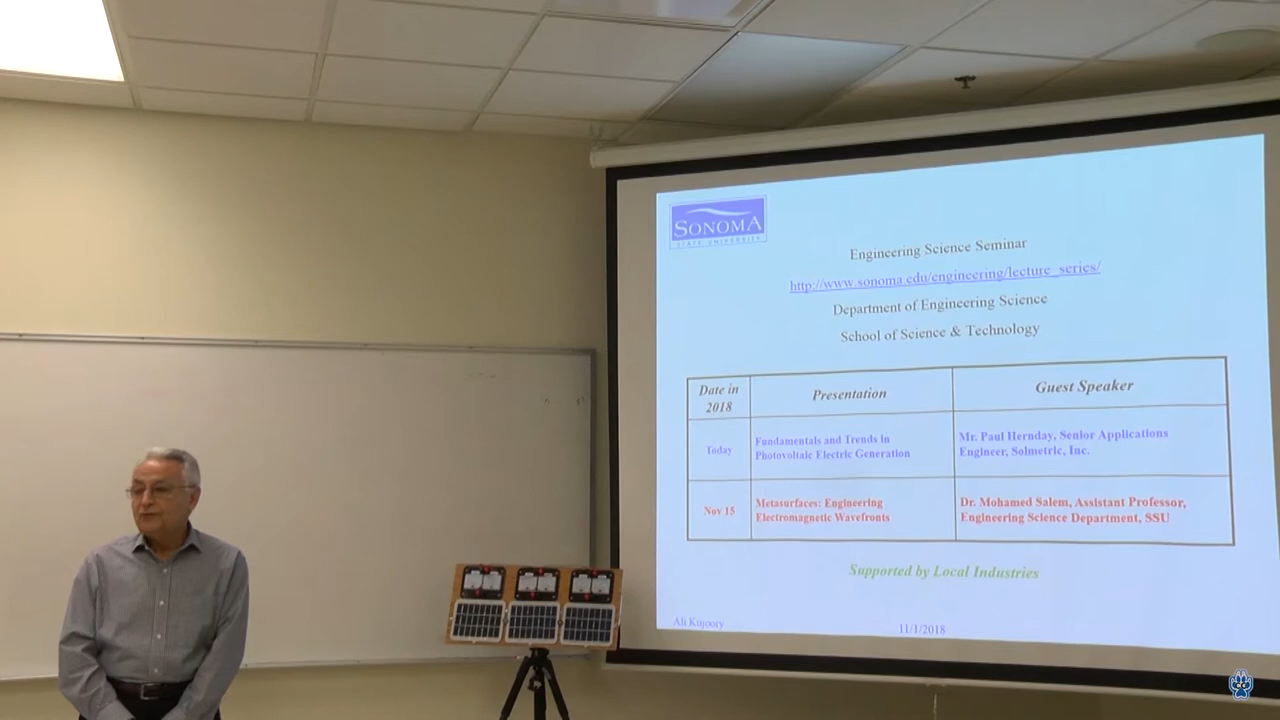 SONOMA
STATE UNIVERSITY
Engineering Science Seminar
http://www.sonoma.edu/engineering/lecture_series/
Department of Engineering Science
School of Science & Technology
Date in
2018
Presentation
Guest Speaker
Today
Fundamentals and Trends in
Photovoltaic Electric Generation
Mr. Paul Hernday, Senior Applications
Engineer, Solmetric, Inc.
Nov 15
Metasurfaces: Engineering
Electromagnetic Wavefronts
Dr. Mohamed Salem, Assistant Professor,
Engineering Science Department, SSU
Supported by Local Industries
Ali Kujoory
11/1/2018